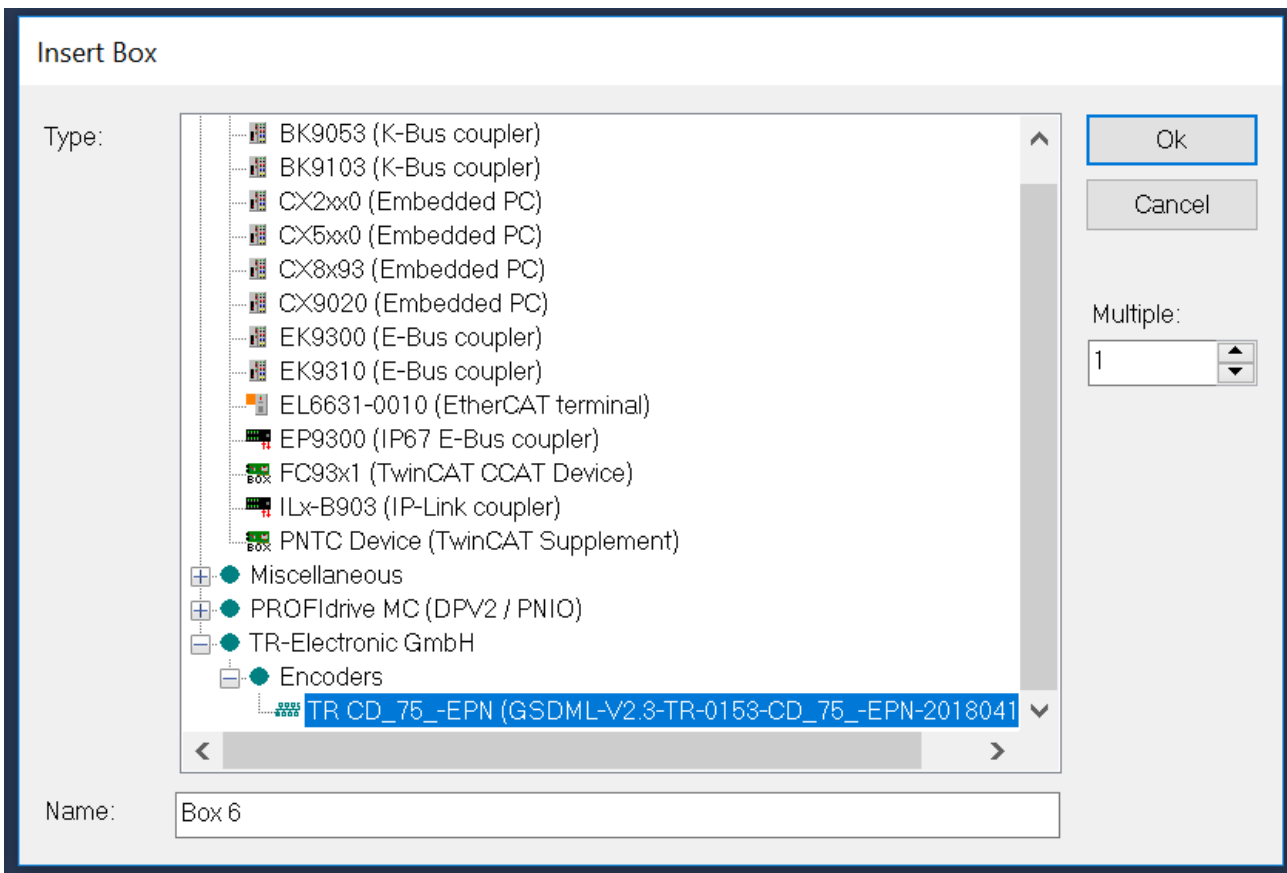 Insert Box
Type:
BK9053 (K-Bus coupler)
BK9103 (K-Bus coupler)
CX2xx0 (Embedded PC)
CX5xx0 (Embedded PC)
CX8x93 (Embedded PC)
CX9020 (Embedded PC)
EK9300 (E-Bus coupler)
EK9310 (E-Bus coupler)
EL6631-0010 (EtherCAT terminal)
EP9300 (IP67 E-Bus coupler)
FC93x1 (TwinCAT CCAT Device)
ILx-B903 (IP-Link coupler)
PNTC Device (TwinCAT Supplement)
Miscellaneous
PROFIdrive MC (DPV2 / PNIO)
TR-Electronic GmbH
Encoders
TR CD_75_-EPN (GSDML-V2.3-TR-0153-CD_75_-EPN-2018041
Ok
Cancel
Multiple:
1
Name:
Box 6